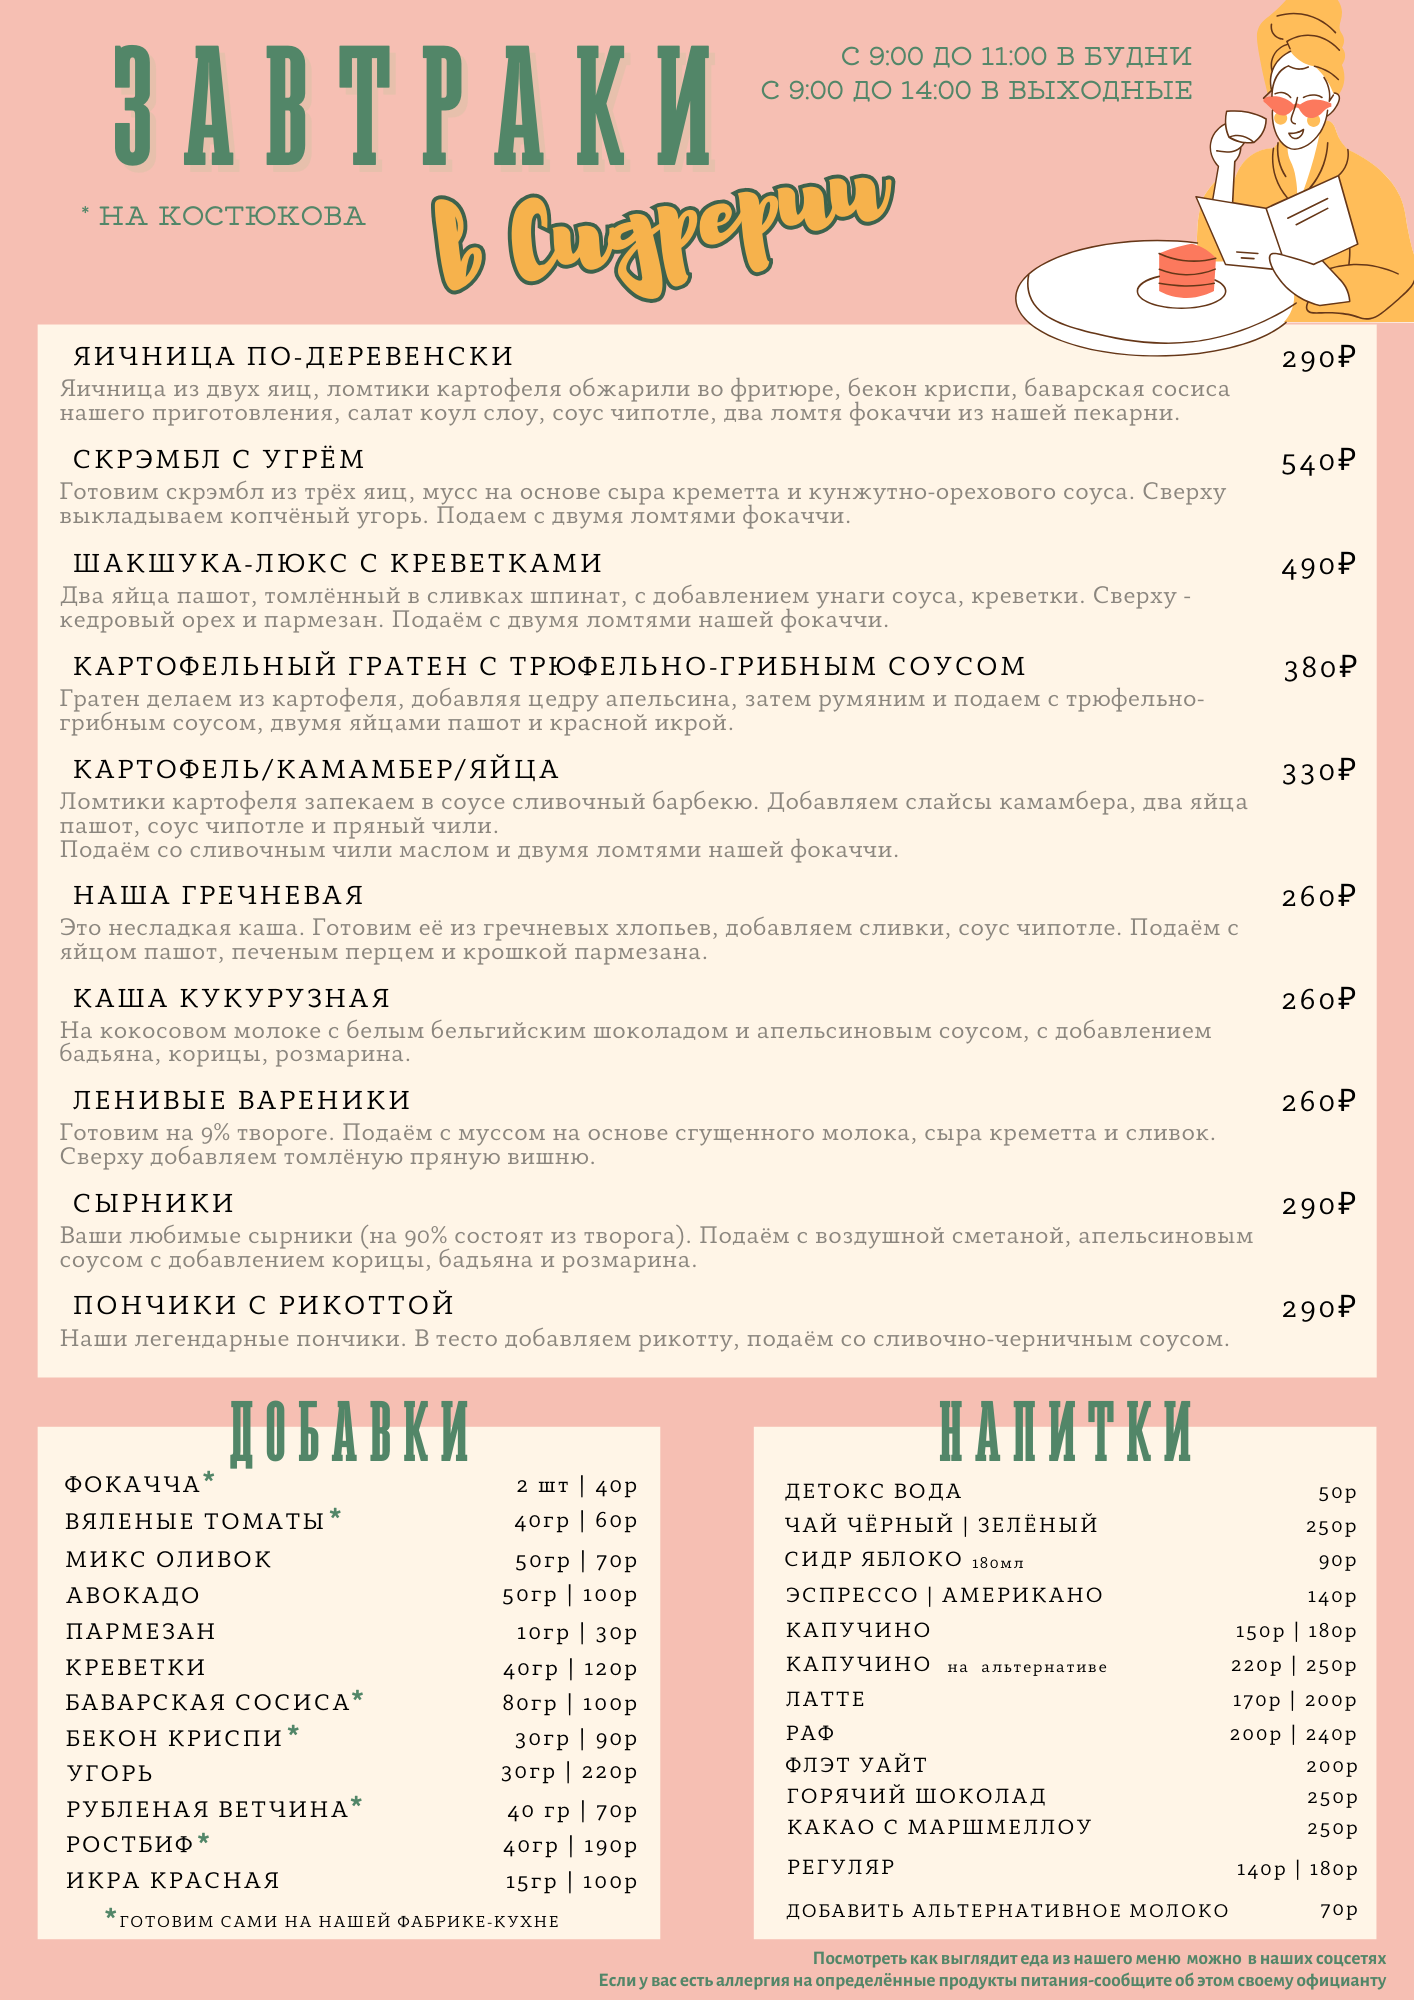 ЗАВТРАКИ
С 9:00 ДО 11:00 В БУДНИ
С 9:00 ДО 14:00 В ВЫХОДНЫЕ
* НА КОСТЮКОВА
в Сидрерии
ЯИЧНИЦА ПО-ДЕРЕВЕНСКИ 290₽
Яичница из двух яиц, ломтики картофеля обжарили во фритюре, бекон криспи, баварская сосиса
нашего приготовления, салат коул слоу, соус чипотле, два ломтя фокаччи из нашей пекарни.
СКРЭМБЛ С УГРЁМ 540₽
Готовим скрэмбл из трёх яиц, мусс на основе сыра креметта и кунжутно-орехового соуса. Сверху
выкладываем копчёный угорь. Подаем с двумя ломтями фокаччи.
ШАКШУКА-ЛЮКС С КРЕВЕТКАМИ 490₽
Два яйца пашот, томлённый в сливках шпинат, с добавлением унаги соуса, креветки. Сверху -
кедровый орех и пармезан. Подаём с двумя ломтями нашей фокаччи.
КАРТОФЕЛЬНЫЙ ГРАТЕН С ТРЮФЕЛЬНО-ГРИБНЫМ СОУСОМ 380₽
Гратен делаем из картофеля, добавляя цедру апельсина, затем румяним и подаем с трюфельно-
грибным соусом, двумя яйцами пашот и красной икрой.
КАРТОФЕЛЬ/КАМАМБЕР/ЯЙЦА 330₽
Ломтики картофеля запекаем в соусе сливочный барбекю. Добавляем слайсы камамбера, два яйца
пашот, соус чипотле и пряный чили.
Подаём со сливочным чили маслом и двумя ломтями нашей фокаччи.
НАША ГРЕЧНЕВАЯ 260₽
Это несладкая каша. Готовим её из гречневых хлопьев, добавляем сливки, соус чипотле. Подаём с
яйцом пашот, печеным перцем и крошкой пармезана.
КАША КУКУРУЗНАЯ 260₽
На кокосовом молоке с белым бельгийским шоколадом и апельсиновым соусом, с добавлением
бадьяна, корицы, розмарина.
ЛЕНИВЫЕ ВАРЕНИКИ 260₽
Готовим на 9% твороге. Подаём с муссом на основе сгущенного молока, сыра креметта и сливок.
Сверху добавляем томлёную пряную вишню.
СЫРНИКИ 290₽
Ваши любимые сырники (на 90% состоят из творога). Подаём с воздушной сметаной, апельсиновым
соусом с добавлением корицы, бадьяна и розмарина.
ПОНЧИКИ С РИКОТТОЙ 290₽
Наши легендарные пончики. В тесто добавляем рикотту, подаём со сливочно-черничным соусом.
ДОБАВКИ
ФОКАЧЧА* 2 шт | 40р
ВЯЛЕНЫЕ ТОМАТЫ* 40гр | 60р
МИКС ОЛИВОК 50гр | 70р
АВОКАДО 50гр | 100р
ПАРМЕЗАН 10гр | 30р
КРЕВЕТКИ 40гр | 120р
БАВАРСКАЯ СОСИСА* 80гр | 100р
БЕКОН КРИСПИ* 30гр | 90р
УГОРЬ 30гр | 220р
РУБЛЕНАЯ ВЕТЧИНА* 40 гр | 70р
РОСТБИФ* 40гр | 190р
ИКРА КРАСНАЯ 15гр | 100р
*ГОТОВИМ САМИ НА НАШЕЙ ФАБРИКЕ-КУХНЕ
НАПИТКИ
ДЕТОКС ВОДА 50р
ЧАЙ ЧЁРНЫЙ | ЗЕЛЁНЫЙ 250р
СИДР ЯБЛОКО 180мл 90р
ЭСПРЕССО | АМЕРИКАНО 140р
КАПУЧИНО 150р | 180р
КАПУЧИНО на альтернативе 220р | 250р
ЛАТТЕ 170р | 200р
РАФ 200р | 240р
ФЛЭТ УАЙТ 200р
ГОРЯЧИЙ ШОКОЛАД 250р
КАКАО С МАРШМЕЛЛОУ 250р
РЕГУЛЯР 140р | 180р
ДОБАВИТЬ АЛЬТЕРНАТИВНОЕ МОЛОКО 70р
Посмотреть как выглядит еда из нашего меню можно в наших соцсетях
Если у вас есть аллергия на определённые продукты питания-сообщите об этом своему официанту